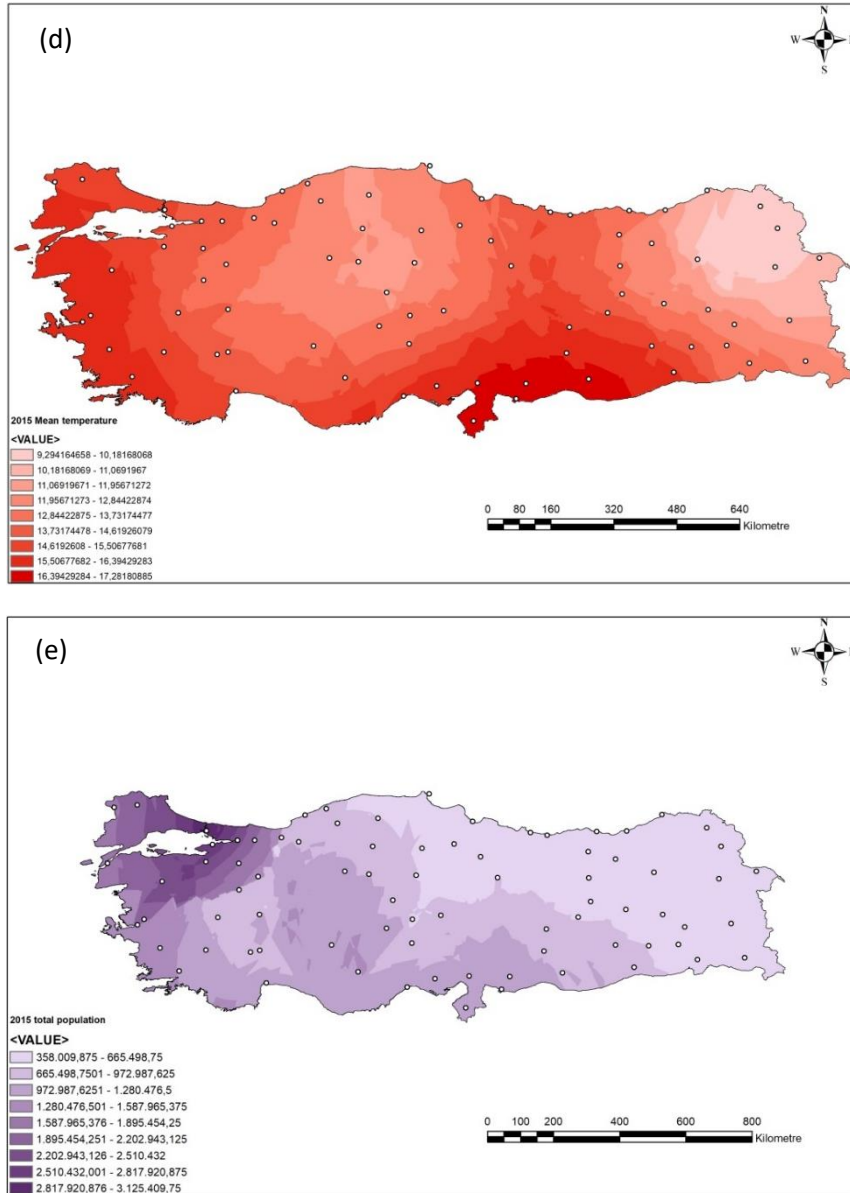 (d)
N
W
S
2015 Mean temperature
<VALUE>
9,294164658 - 10,18168068
10,18168069 - 11,0691967
11,06919671 - 11,95671272
11,95671273 - 12,84422874
12,84422875 - 13,73174477
13,73174478 - 14,61926079
14,6192608 - 15,50677681
15,50677682 - 16,39429283
16,39429284 - 17,28180885
0 80 160 320 480 640
Kilometre
(e)
N
W
S
2015 total population
<VALUE>
358.009,875 - 665.498,75
665.498,7501 - 972.987,625
972.987,6251 - 1.280.476,5
1.280.476,501 - 1.587.965,375
1.587.965,376 - 1.895.454,25
1.895.454,251 - 2.202.943,125
2.202.943,126 - 2.510.432
2.510.432,001 - 2.817.920,875
2.817.920,876 - 3.125.409,75
0 100 200 400 600 800
Kilometre